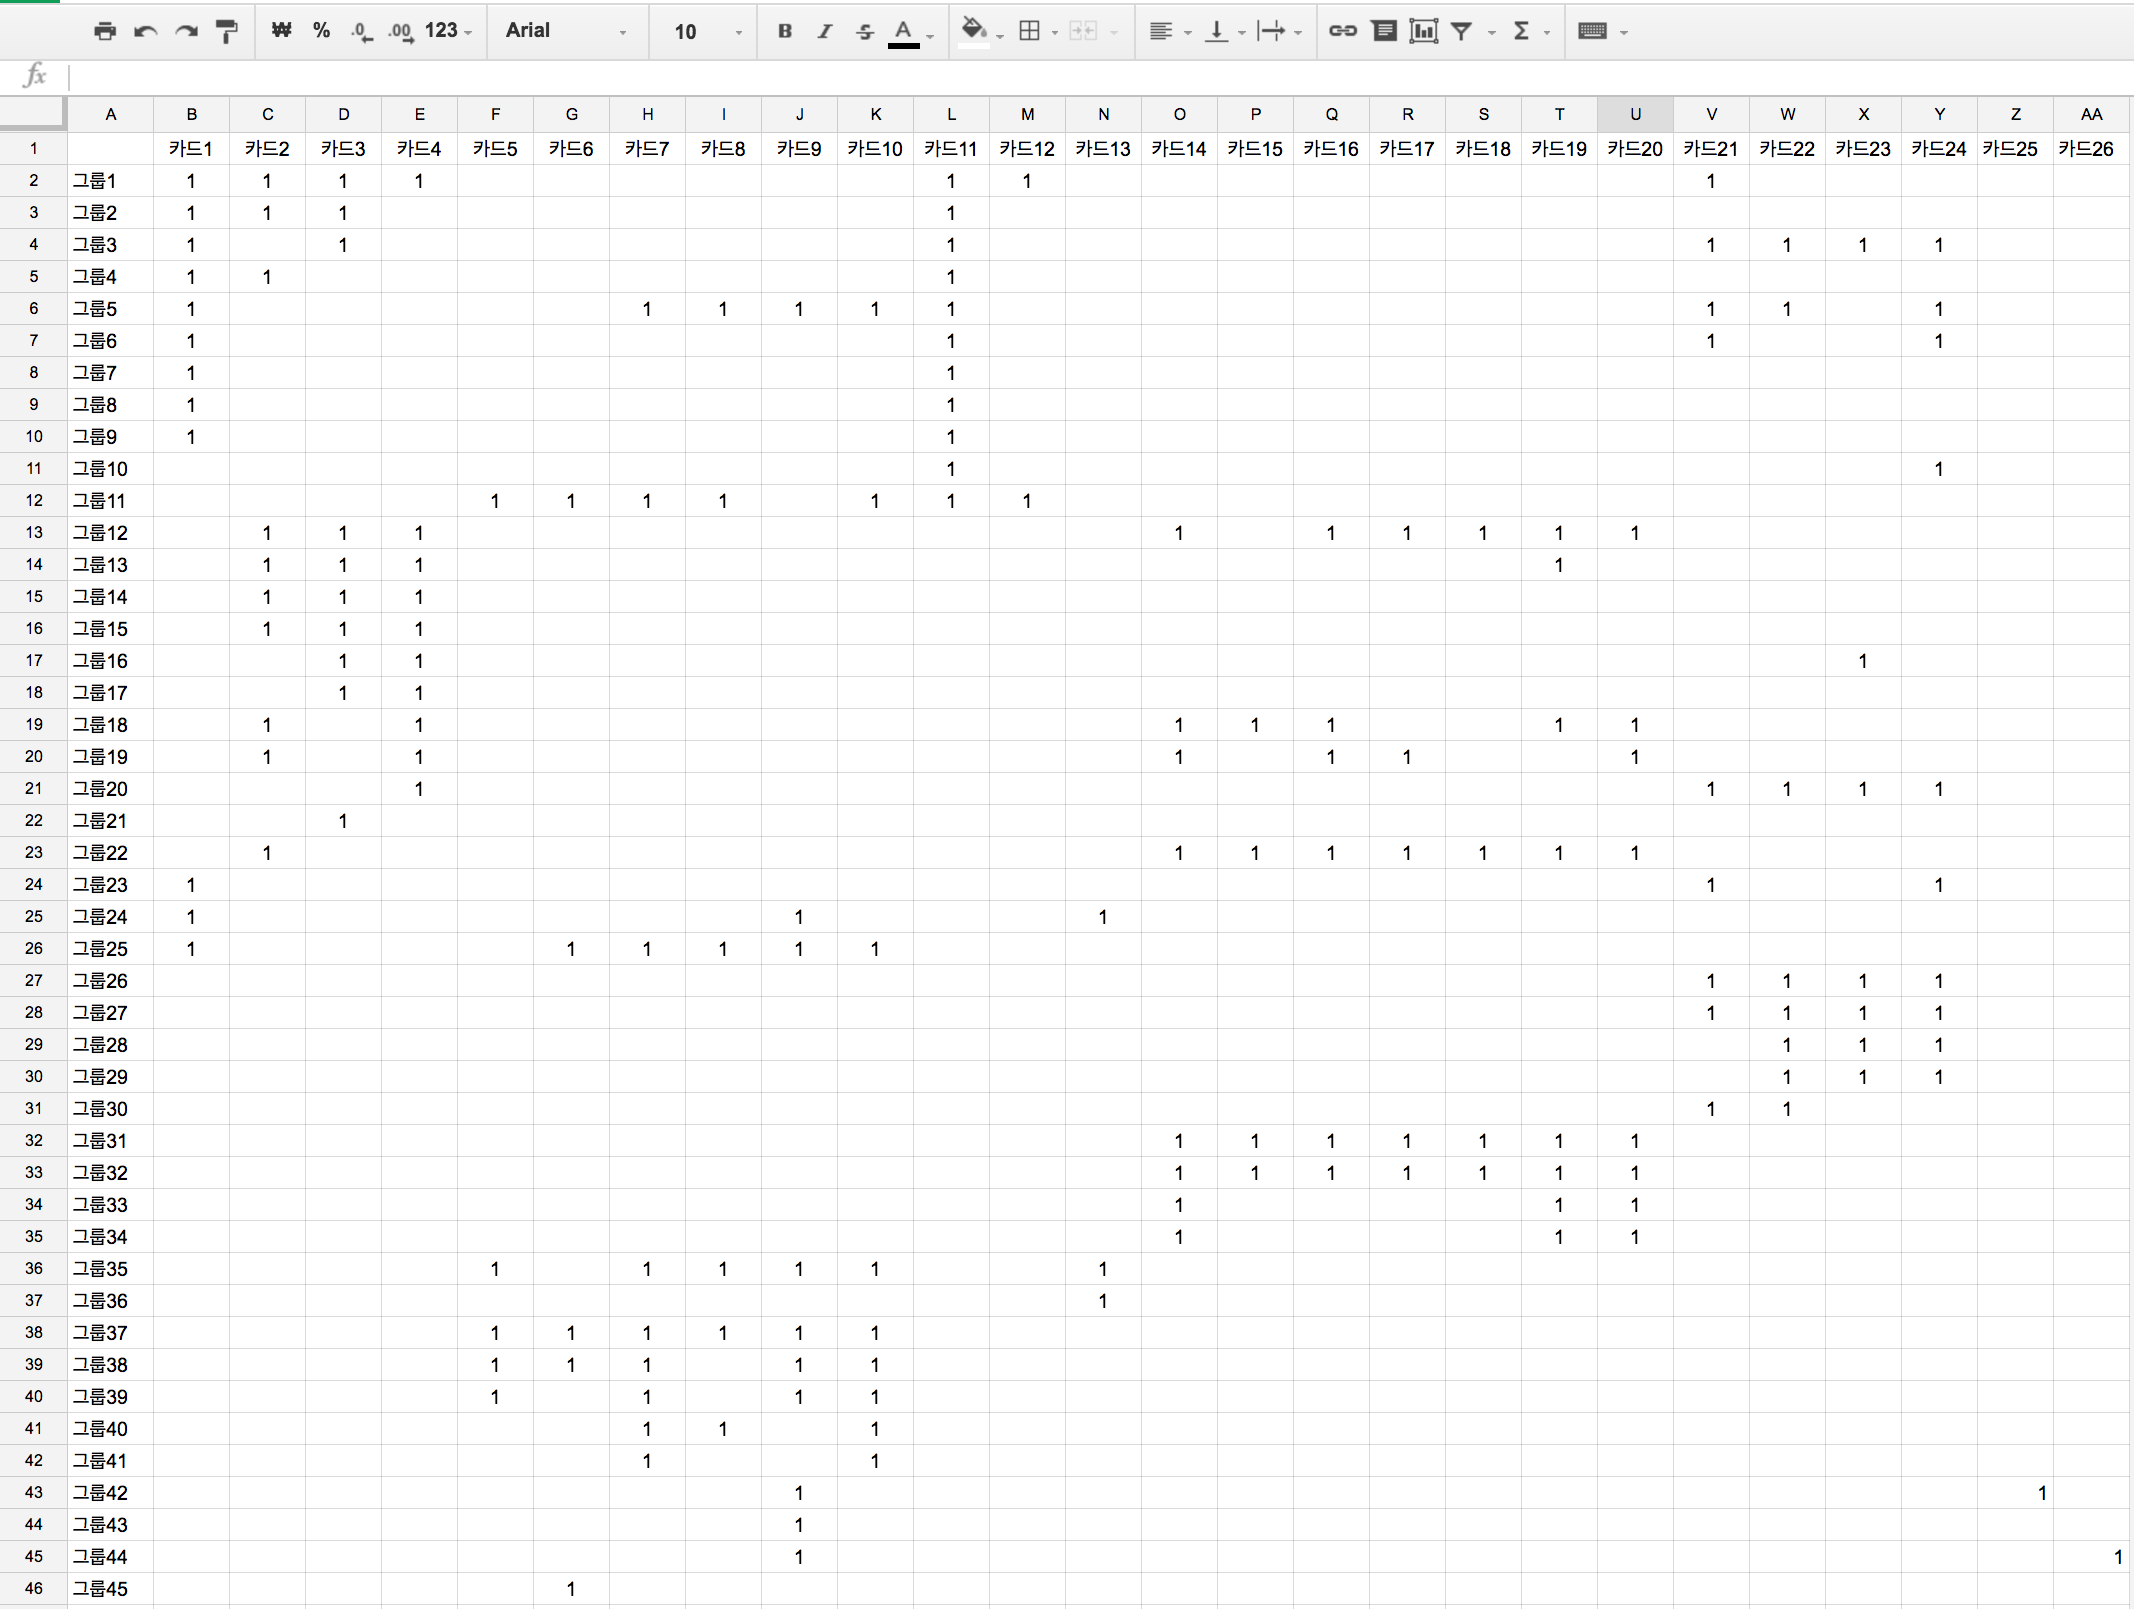 ₩ % .0 .00 123 Arial 10 B I S A Σ
fx
A B C D E F G H I J K L M N O P Q R S T U V W X Y Z AA
1 카드1 카드2 카드3 카드4 카드5 카드6 카드7 카드8 카드9 카드10 카드11 카드12 카드13 카드14 카드15 카드16 카드17 카드18 카드19 카드20 카드21 카드22 카드23 카드24 카드25 카드26
2 그룹1 1 1 1 1 1 1 1
3 그룹2 1 1 1 1
4 그룹3 1 1 1 1 1 1 1
5 그룹4 1 1 1
6 그룹5 1 1 1 1 1 1 1 1 1
7 그룹6 1 1 1 1
8 그룹7 1 1
9 그룹8 1 1
10 그룹9 1 1
11 그룹10 1 1
12 그룹11 1 1 1 1 1 1 1
13 그룹12 1 1 1 1 1 1 1 1 1
14 그룹13 1 1 1 1
15 그룹14 1 1 1
16 그룹15 1 1 1
17 그룹16 1 1 1
18 그룹17 1 1
19 그룹18 1 1 1 1 1 1 1
20 그룹19 1 1 1 1 1 1
21 그룹20 1 1 1 1 1
22 그룹21 1
23 그룹22 1 1 1 1 1 1 1 1
24 그룹23 1 1 1
25 그룹24 1 1 1
26 그룹25 1 1 1 1 1 1
27 그룹26 1 1 1 1
28 그룹27 1 1 1 1
29 그룹28 1 1 1
30 그룹29 1 1 1
31 그룹30 1 1
32 그룹31 1 1 1 1 1 1 1
33 그룹32 1 1 1 1 1 1 1
34 그룹33 1 1 1
35 그룹34 1 1 1
36 그룹35 1 1 1 1 1 1
37 그룹36 1
38 그룹37 1 1 1 1 1 1
39 그룹38 1 1 1 1 1
40 그룹39 1 1 1 1
41 그룹40 1 1 1
42 그룹41 1 1
43 그룹42 1 1
44 그룹43 1
45 그룹44 1 1
46 그룹45 1